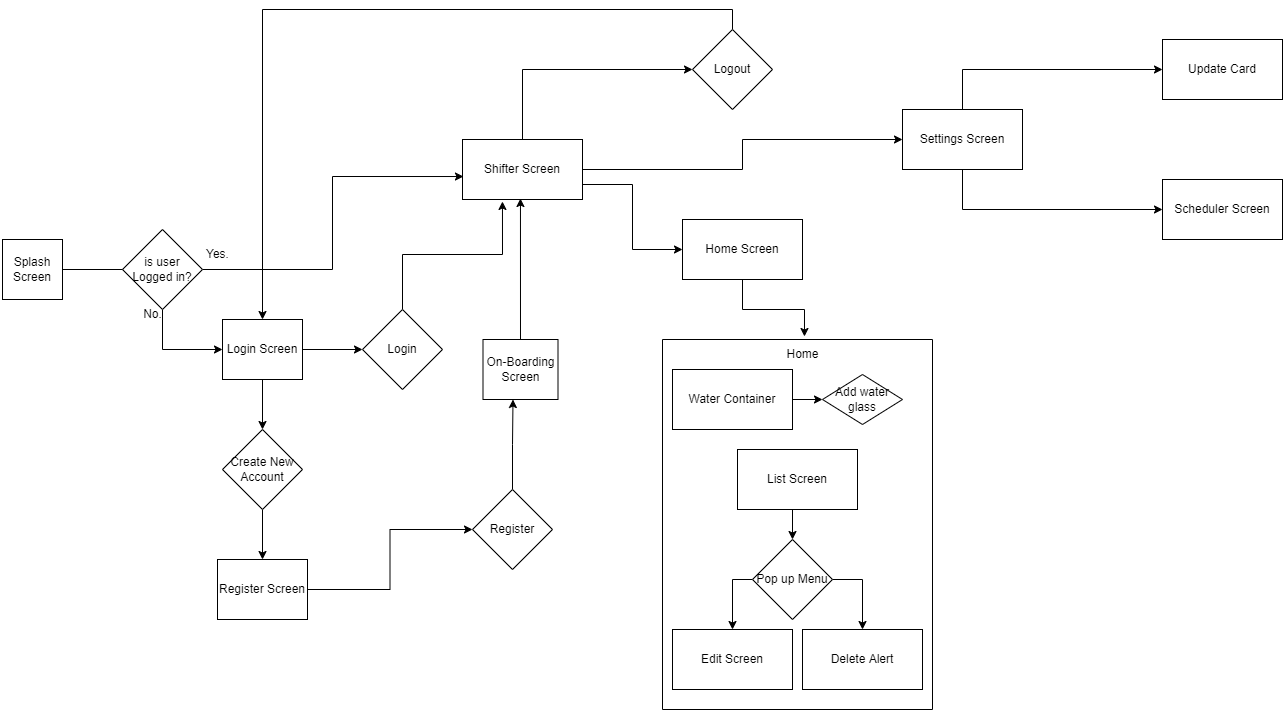 Logout
Update Card
Settings Screen
Shifter Screen
Scheduler Screen
Splash
Screen
is user
Logged in?
Yes.
No.
Home Screen
Login Screen
Login
On-Boarding
Screen
Home
Water Container
Add water
glass
Create New
Account
List Screen
Register
Register Screen
Pop up Menu
Edit Screen
Delete Alert